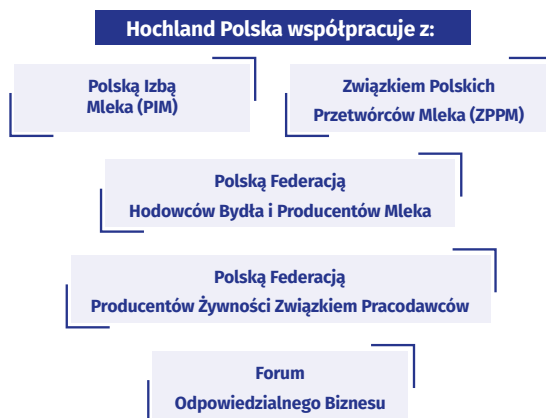 Hochland Polska współpracuje z:
Polską Izbą
Mleka (PIM)
Związkiem Polskich
Przetwórców Mleka (ZPPM)
Polską Federacją
Hodowców Bydła i Producentów Mleka
Polską Federacją
Producentów Żywności Związkiem Pracodawców
Forum
Odpowiedzialnego Biznesu